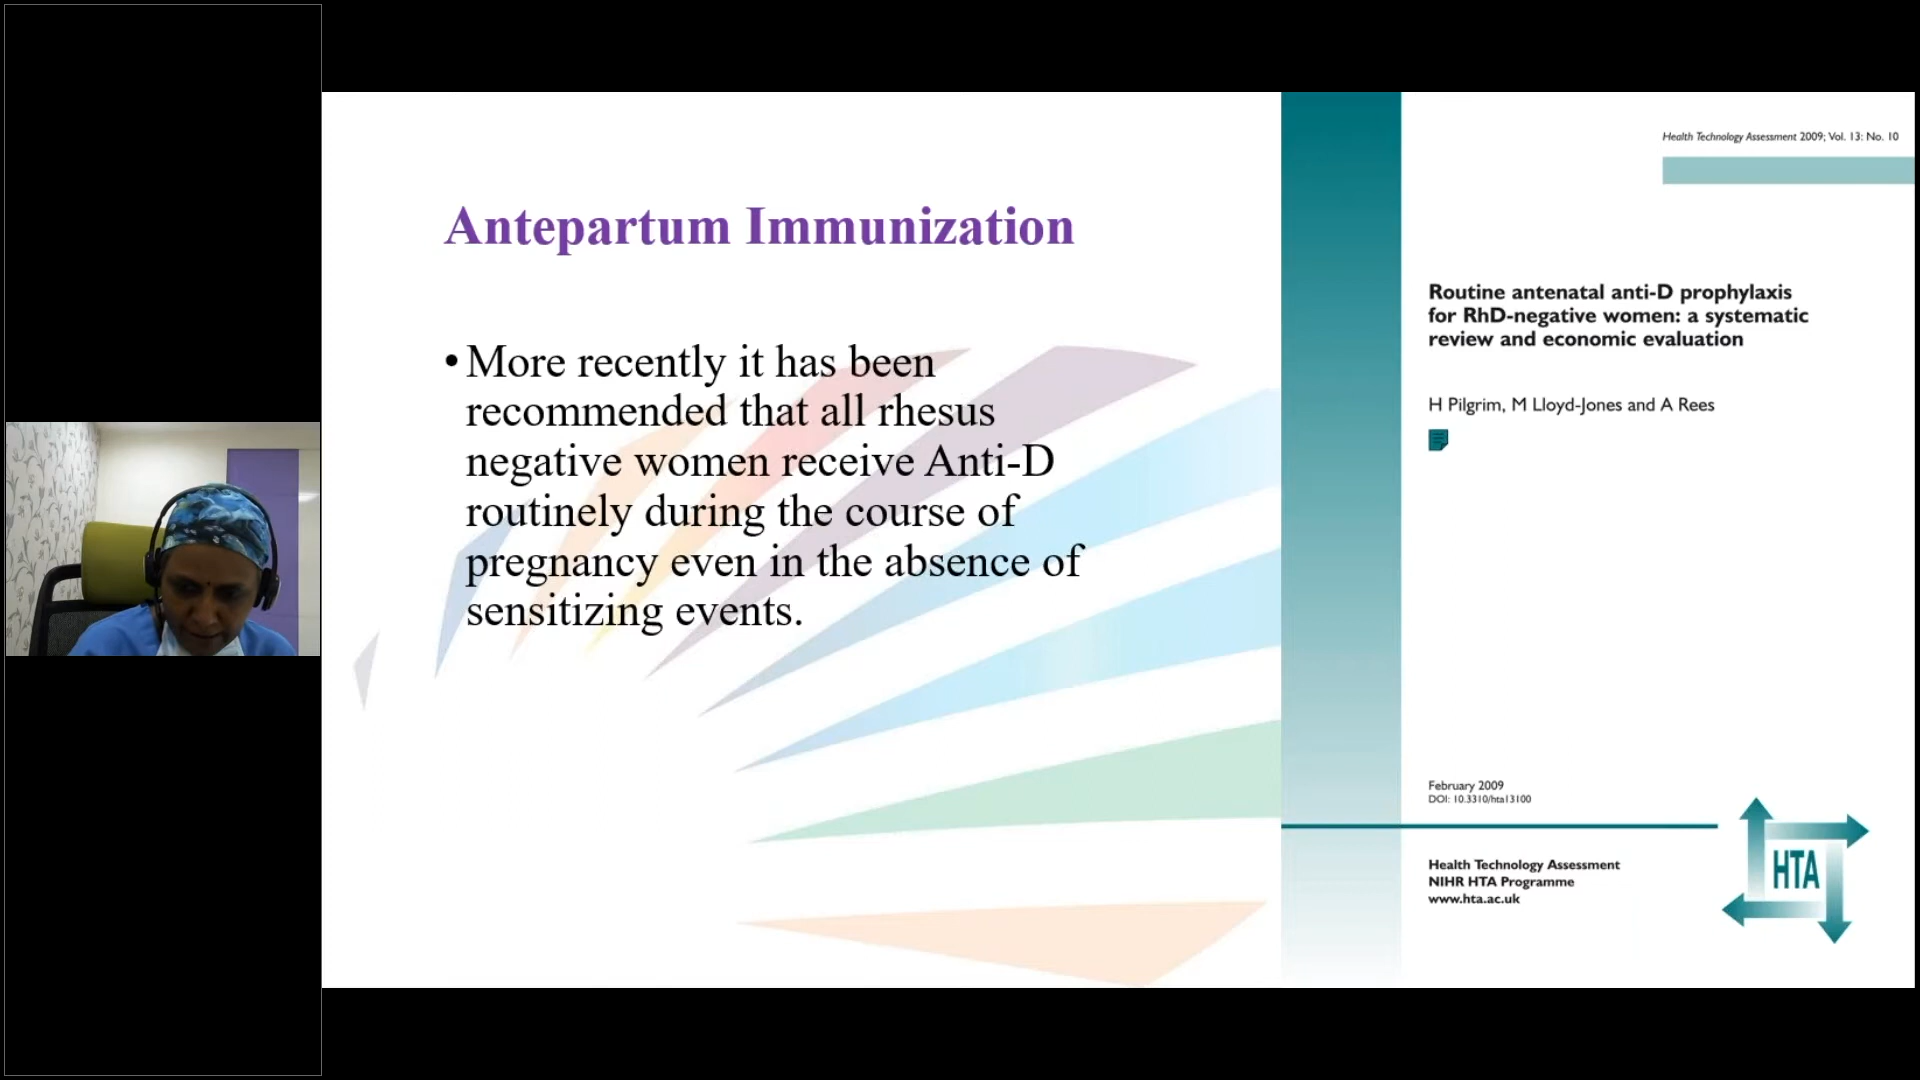 Antepartum Immunization
• More recently it has been
recommended that all rhesus
negative women receive Anti-D
routinely during the course of
pregnancy even in the absence of
sensitizing events.
Health Technology Assessment 2009; Vol. 13: No. 10
Routine antenatal anti-D prophylaxis
for RhD-negative women: a systematic
review and economic evaluation
H Pilgrim, M Lloyd-Jones and A Rees
February 2009
DOI: 10.3310/hta13100
Health Technology Assessment
NIHR HTA Programme
www.hta.ac.uk
HTA